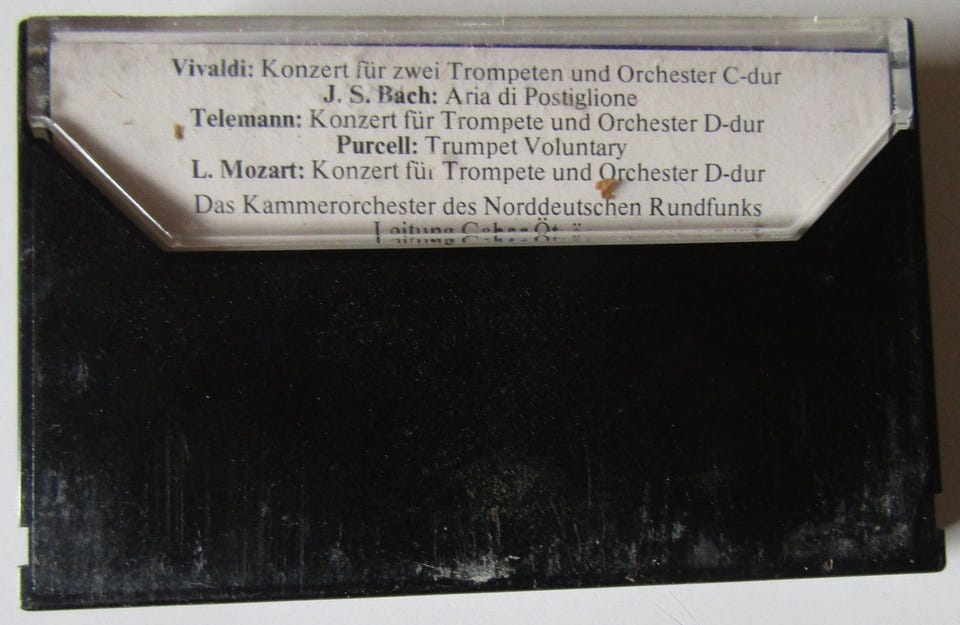 Vivaldi: Konzert für zwei Trompeten und Orchester C-dur
J. S. Bach: Aria di Postiglione
Telemann: Konzert für Trompete und Orchester D-dur
Purcell: Trumpet Voluntary
L. Mozart: Konzert für Trompete und Orchester D-dur
Das Kammerorchester des Norddeutschen Rundfunks
Leitung